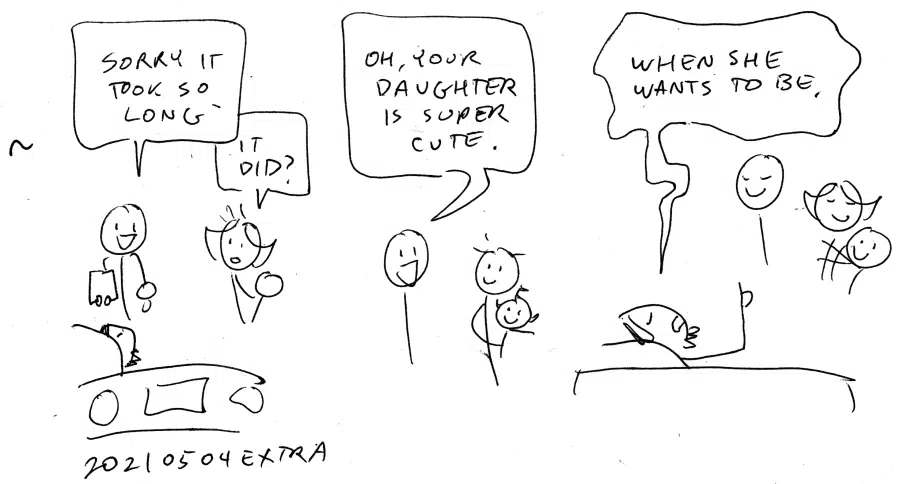 SORRY IT
TOOK SO
LONG
IT
DID?
OH, YOUR
DAUGHTER
IS SUPER
CUTE.
WHEN SHE
WANTS TO BE.
20210504EXTRA